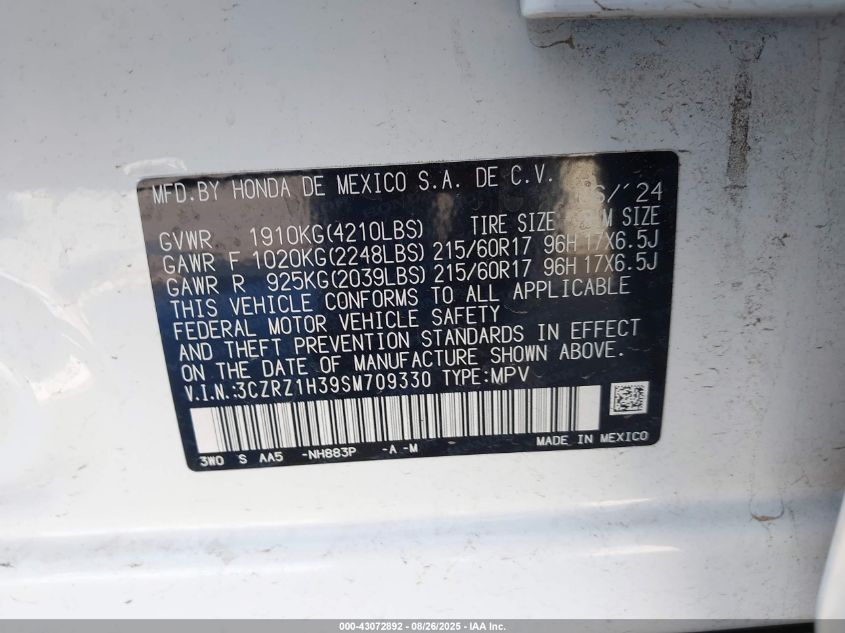 MFD.BY HONDA DE MEXICO S.A. DE C.V. /'24
TIRE SIZE SIZE
GVWR 1910KG(4210LBS)
GAWR F 1020KG(2248LBS) 215/60R17 96H 17X6.5J
GAWR R 925KG(2039LBS) 215/60R17 96H 17X6.5J
THIS VEHICLE CONFORMS TO ALL APPLICABLE
FEDERAL MOTOR VEHICLE SAFETY
AND THEFT PREVENTION STANDARDS IN EFFECT
ON THE DATE OF MANUFACTURE SHOWN ABOVE.
V.I.N.:3CZRZ1H39SM709330 TYPE:MPV
3W0 S AA5 -NH883P -A -M MADE IN MEXICO
000-43072892 - 08/26/2025 - IAA Inc.